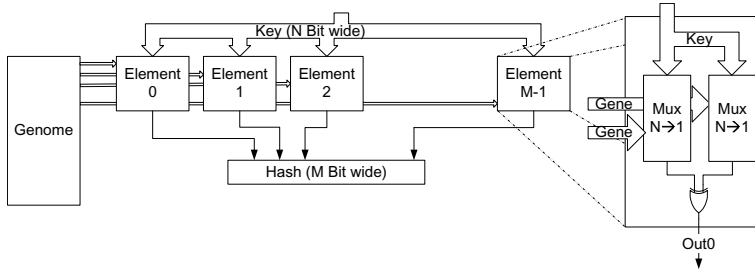 Key (N Bit wide)
Genome
Element
0
Element
1
Element
2
Element
M-1
Hash (M Bit wide)
Key
Gene
Gene
Mux
N→1
Mux
N→1
Out0